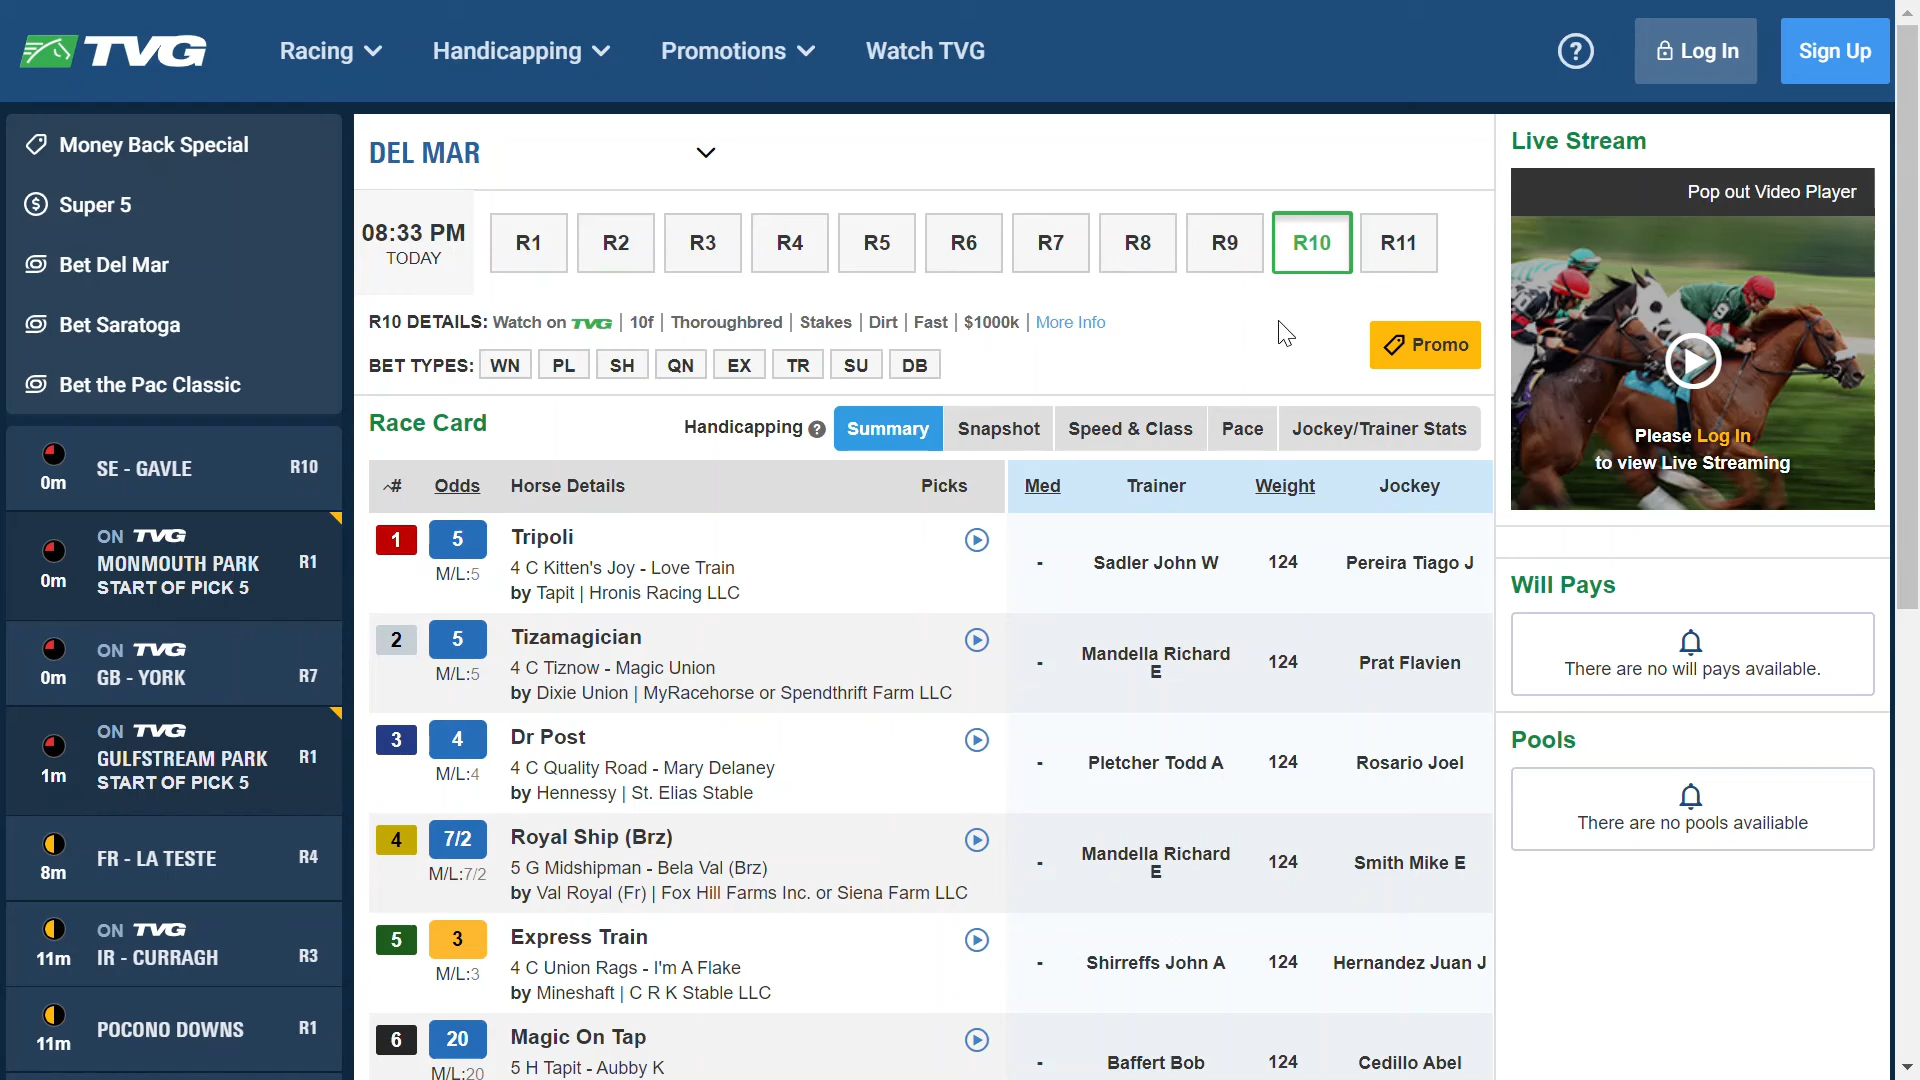 TVG
Racing
Handicapping
Promotions
Watch TVG
?
Log In
Sign Up
Money Back Special
$ Super 5
Bet Del Mar
Bet Saratoga
Bet the Pac Classic
0m SE - GAVLE R10
ON TVG
0m MONMOUTH PARK R1
START OF PICK 5
ON TVG
0m GB - YORK R7
ON TVG
1m GULFSTREAM PARK R1
START OF PICK 5
8m FR - LA TESTE R4
ON TVG
11m IR - CURRAGH R3
11m POCONO DOWNS R1
DEL MAR
08:33 PM
TODAY
R1 R2 R3 R4 R5 R6 R7 R8 R9 R10 R11
R10 DETAILS: Watch on TVG | 10f | Thoroughbred | Stakes | Dirt | Fast | $1000k | More Info
BET TYPES: WN PL SH QN EX TR SU DB
Promo
Race Card
Handicapping ? Summary Snapshot Speed & Class Pace Jockey/Trainer Stats
# Odds Horse Details Picks Med Trainer Weight Jockey
1 5 Tripoli
M/L:5 4 C Kitten's Joy - Love Train
by Tapit | Hronis Racing LLC
- Sadler John W 124 Pereira Tiago J
2 5 Tizamagician
M/L:5 4 C Tiznow - Magic Union
by Dixie Union | MyRacehorse or Spendthrift Farm LLC
- Mandella Richard E 124 Prat Flavien
3 4 Dr Post
M/L:4 4 C Quality Road - Mary Delaney
by Hennessy | St. Elias Stable
- Pletcher Todd A 124 Rosario Joel
4 7/2 Royal Ship (Brz)
M/L:7/2 5 G Midshipman - Bela Val (Brz)
by Val Royal (Fr) | Fox Hill Farms Inc. or Siena Farm LLC
- Mandella Richard E 124 Smith Mike E
5 3 Express Train
M/L:3 4 C Union Rags - I'm A Flake
by Mineshaft | C R K Stable LLC
- Shirreffs John A 124 Hernandez Juan J
6 20 Magic On Tap
M/L:20 5 H Tapit - Aubby K
- Baffert Bob 124 Cedillo Abel
Live Stream
Pop out Video Player
Please Log In
to view Live Streaming
Will Pays
There are no will pays available.
Pools
There are no pools availiable